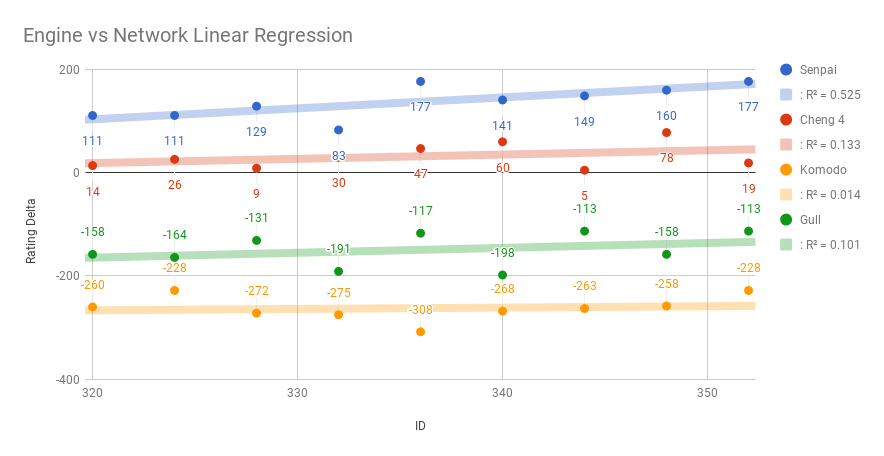 Engine vs Network Linear Regression
Rating Delta
200
0
-200
-400
111 111 129 83 177 141 149 160 177
14 26 9 30 47 60 5 78 19
-158 -164 -131 -191 -117 -198 -113 -158 -113
-260 -228 -272 -275 -308 -268 -263 -258 -228
320 330 340 350
ID
Senpai
: R² = 0.525
Cheng 4
: R² = 0.133
Komodo
: R² = 0.014
Gull
: R² = 0.101